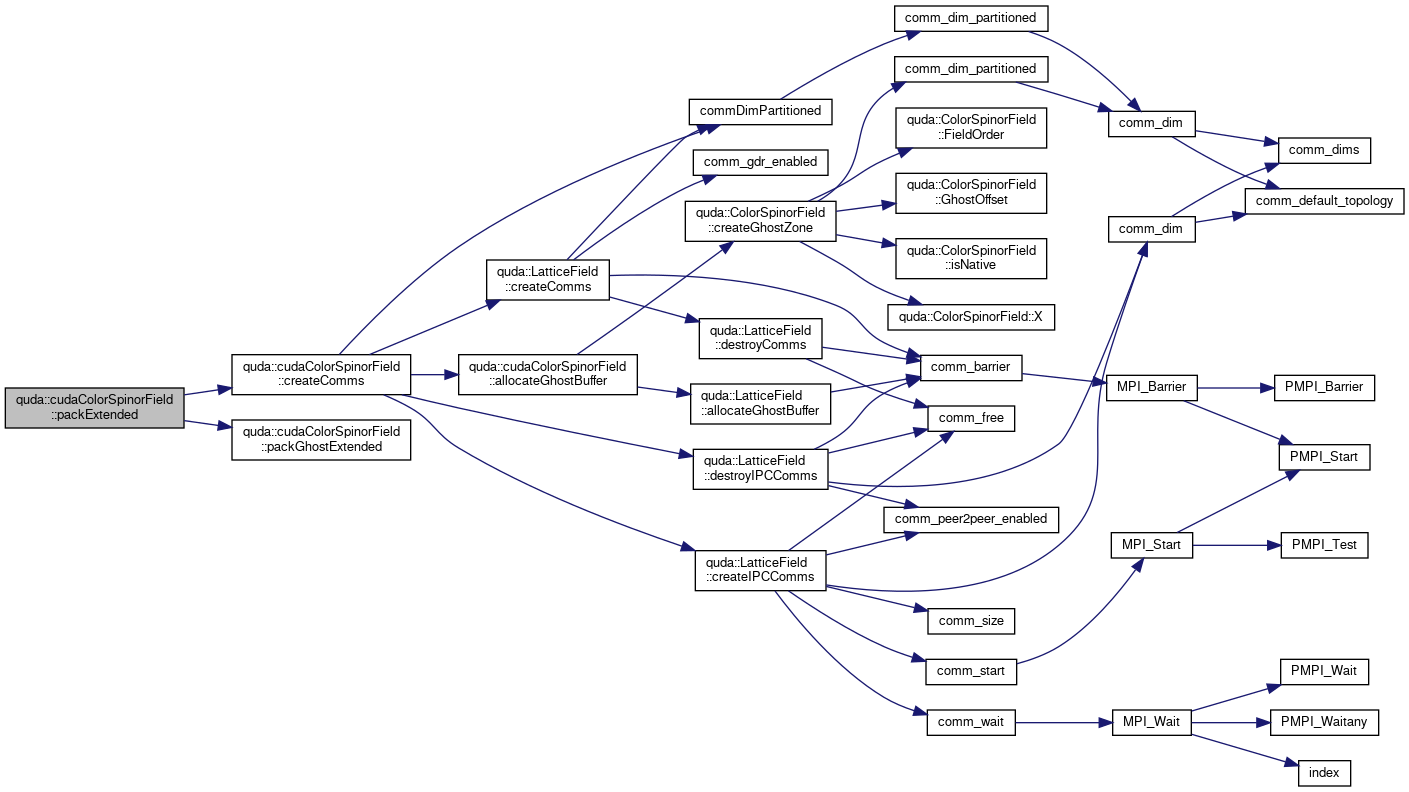 quda::cudaColorSpinorField
::packExtended
quda::cudaColorSpinorField
::createComms
quda::cudaColorSpinorField
::packGhostExtended
quda::LatticeField
::createComms
quda::cudaColorSpinorField
::allocateGhostBuffer
commDimPartitioned
comm_gdr_enabled
quda::ColorSpinorField
::createGhostZone
quda::LatticeField
::destroyComms
quda::LatticeField
::allocateGhostBuffer
quda::LatticeField
::destroyIPCComms
quda::LatticeField
::createIPCComms
comm_dim_partitioned
comm_dim_partitioned
quda::ColorSpinorField
::FieldOrder
quda::ColorSpinorField
::GhostOffset
quda::ColorSpinorField
::isNative
quda::ColorSpinorField::X
comm_barrier
comm_free
comm_peer2peer_enabled
comm_size
comm_start
comm_wait
comm_dim
comm_dim
MPI_Barrier
MPI_Start
MPI_Wait
comm_dims
comm_default_topology
PMPI_Barrier
PMPI_Start
PMPI_Test
PMPI_Wait
PMPI_Waitany
index